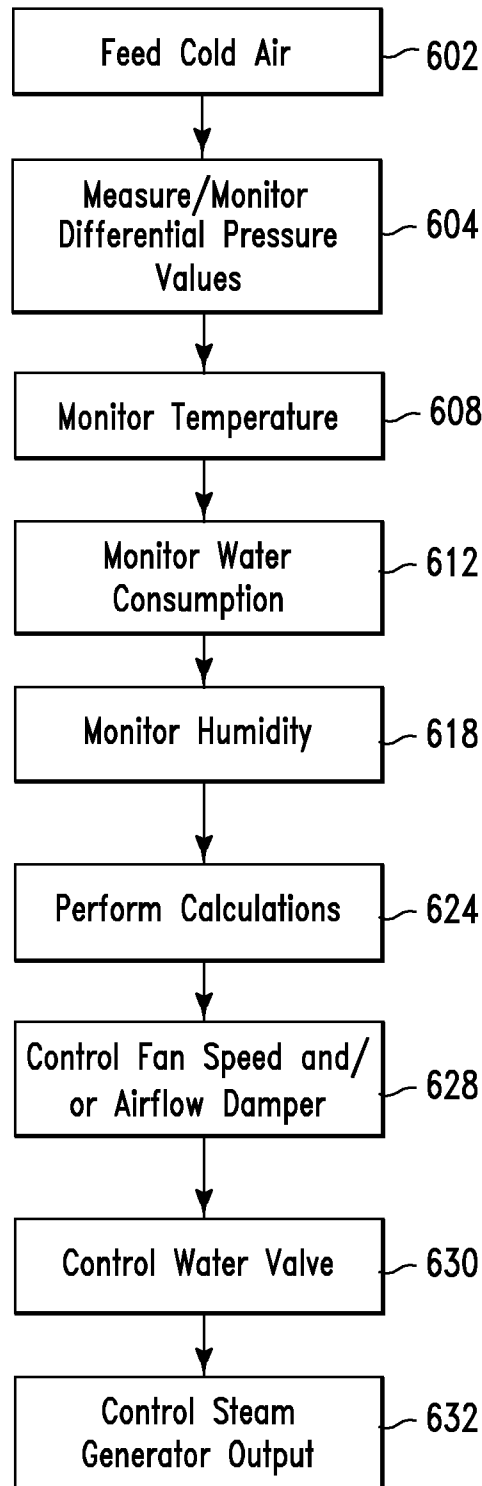 Feed Cold Air
602
Measure/Monitor
Differential Pressure
Values
604
Monitor Temperature
608
Monitor Water
Consumption
612
Monitor Humidity
618
Perform Calculations
624
Control Fan Speed and/
or Airflow Damper
628
Control Water Valve
630
Control Steam
Generator Output
632